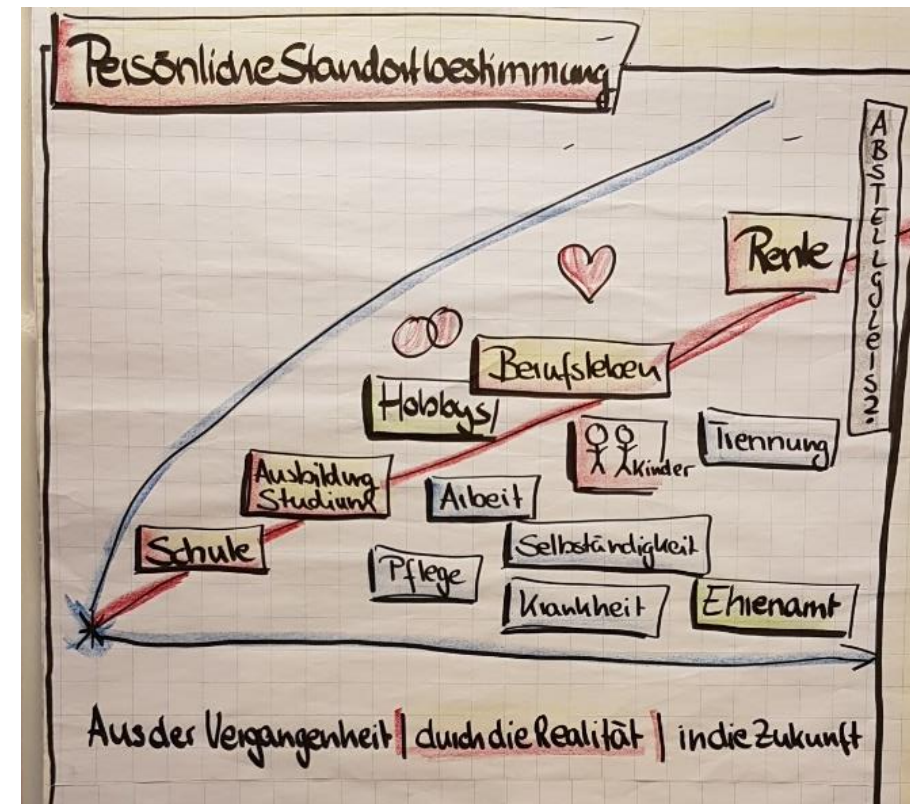 Persönliche Standortbestimmung
ABSTELLgleis?
Rente
Berufsleben
Hobbys
Kinder
Trennung
Ausbildung
Studium
Arbeit
Schule
Selbständigkeit
Pflege
Krankheit
Ehrenamt
Aus der Vergangenheit | durch die Realität | in die Zukunft